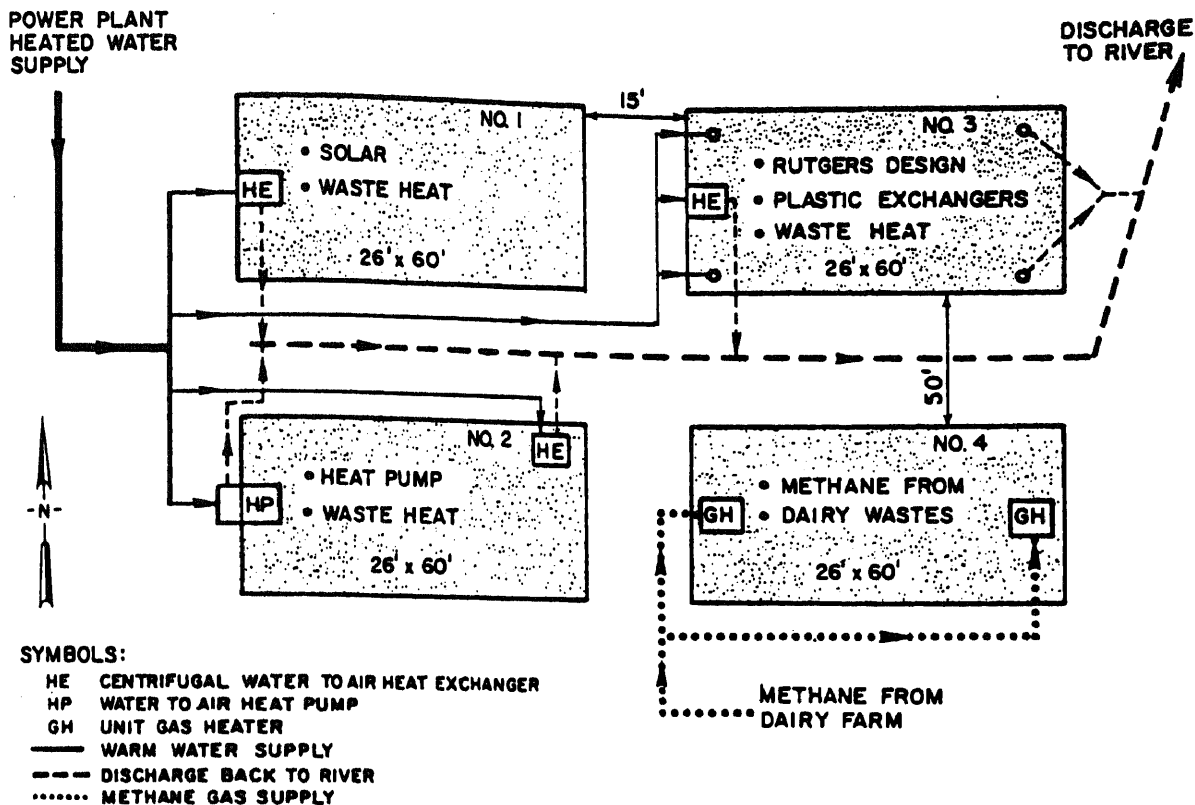 POWER PLANT
HEATED WATER
SUPPLY
DISCHARGE
TO RIVER
15'
NO. 1
• SOLAR
• WASTE HEAT
HE
26' x 60'
NO. 3
• RUTGERS DESIGN
• PLASTIC EXCHANGERS
• WASTE HEAT
HE
26' x 60'
50'
NO. 2
HE
• HEAT PUMP
• WASTE HEAT
HP
26' x 60'
NO. 4
• METHANE FROM
• DAIRY WASTES
GH
GH
26' x 60'
-N-
METHANE FROM
DAIRY FARM
SYMBOLS:
HE CENTRIFUGAL WATER TO AIR HEAT EXCHANGER
HP WATER TO AIR HEAT PUMP
GH UNIT GAS HEATER
WARM WATER SUPPLY
DISCHARGE BACK TO RIVER
METHANE GAS SUPPLY